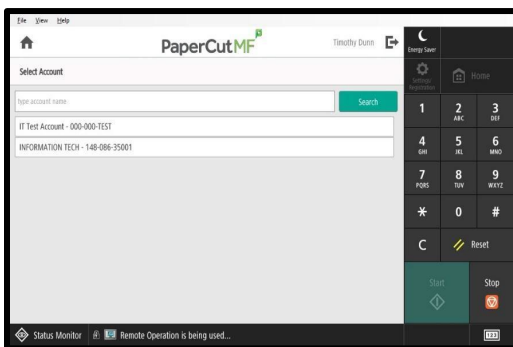 File View Help
PaperCut MF
Timothy Dunn
Select Account
type account name
Search
IT Test Account - 000-000-TEST
INFORMATION TECH - 148-086-35001
Status Monitor
Remote Operation is being used...
Energy Saver
Settings/
Registration
Home
1 2 3
ABC DEF
4 5 6
GHI JKL MNO
7 8 9
PQRS TUV WXYZ
* 0 #
C Reset
Start Stop
123